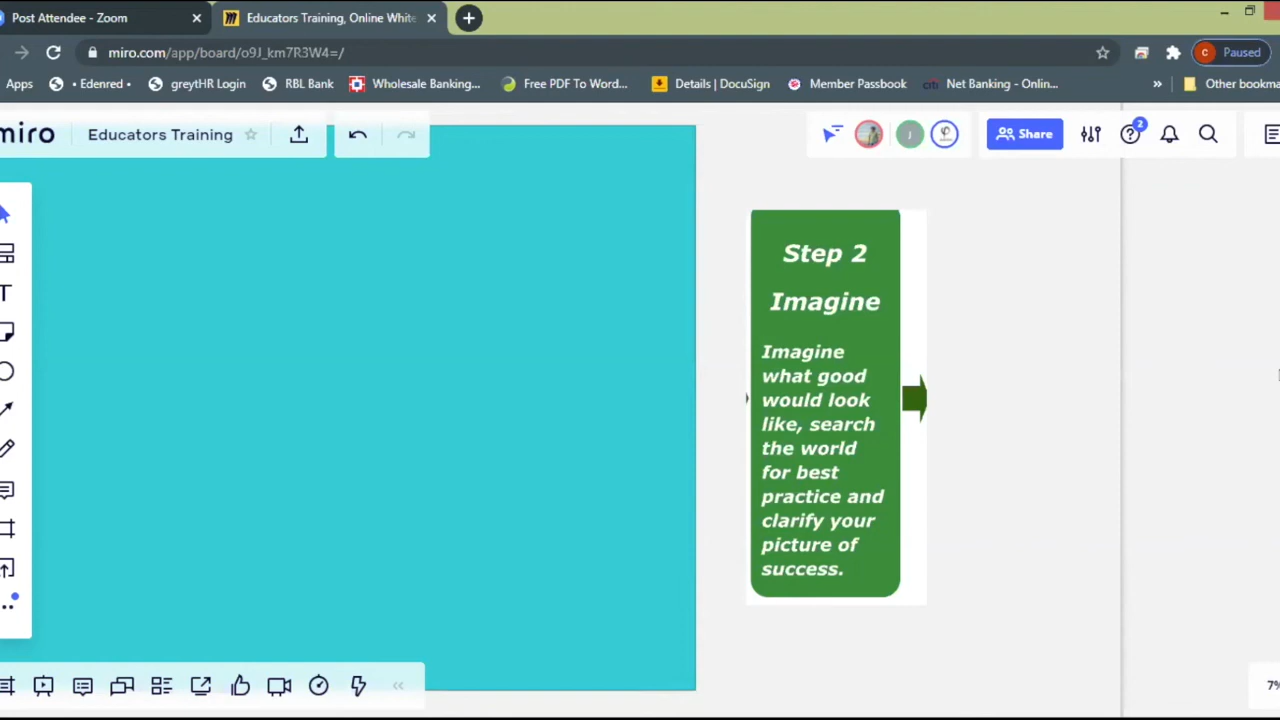 Post Attendee - Zoom
Educators Training, Online White
miro.com/app/board/o9J_km7R3W4=/
Paused
Apps
• Edenred •
greytHR Login
RBL Bank
Wholesale Banking...
Free PDF To Word...
Details | DocuSign
Member Passbook
citi
Net Banking - Onlin...
»
Other bookma
miro
Educators Training
J
Share
2
Step 2
Imagine
Imagine
what good
would look
like, search
the world
for best
practice and
clarify your
picture of
success.
7%